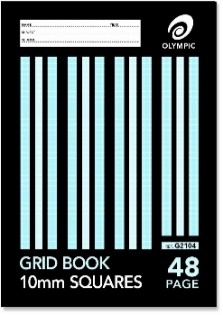 OLYMPIC
G2104
GRID BOOK
48
10mm SQUARES
PAGE